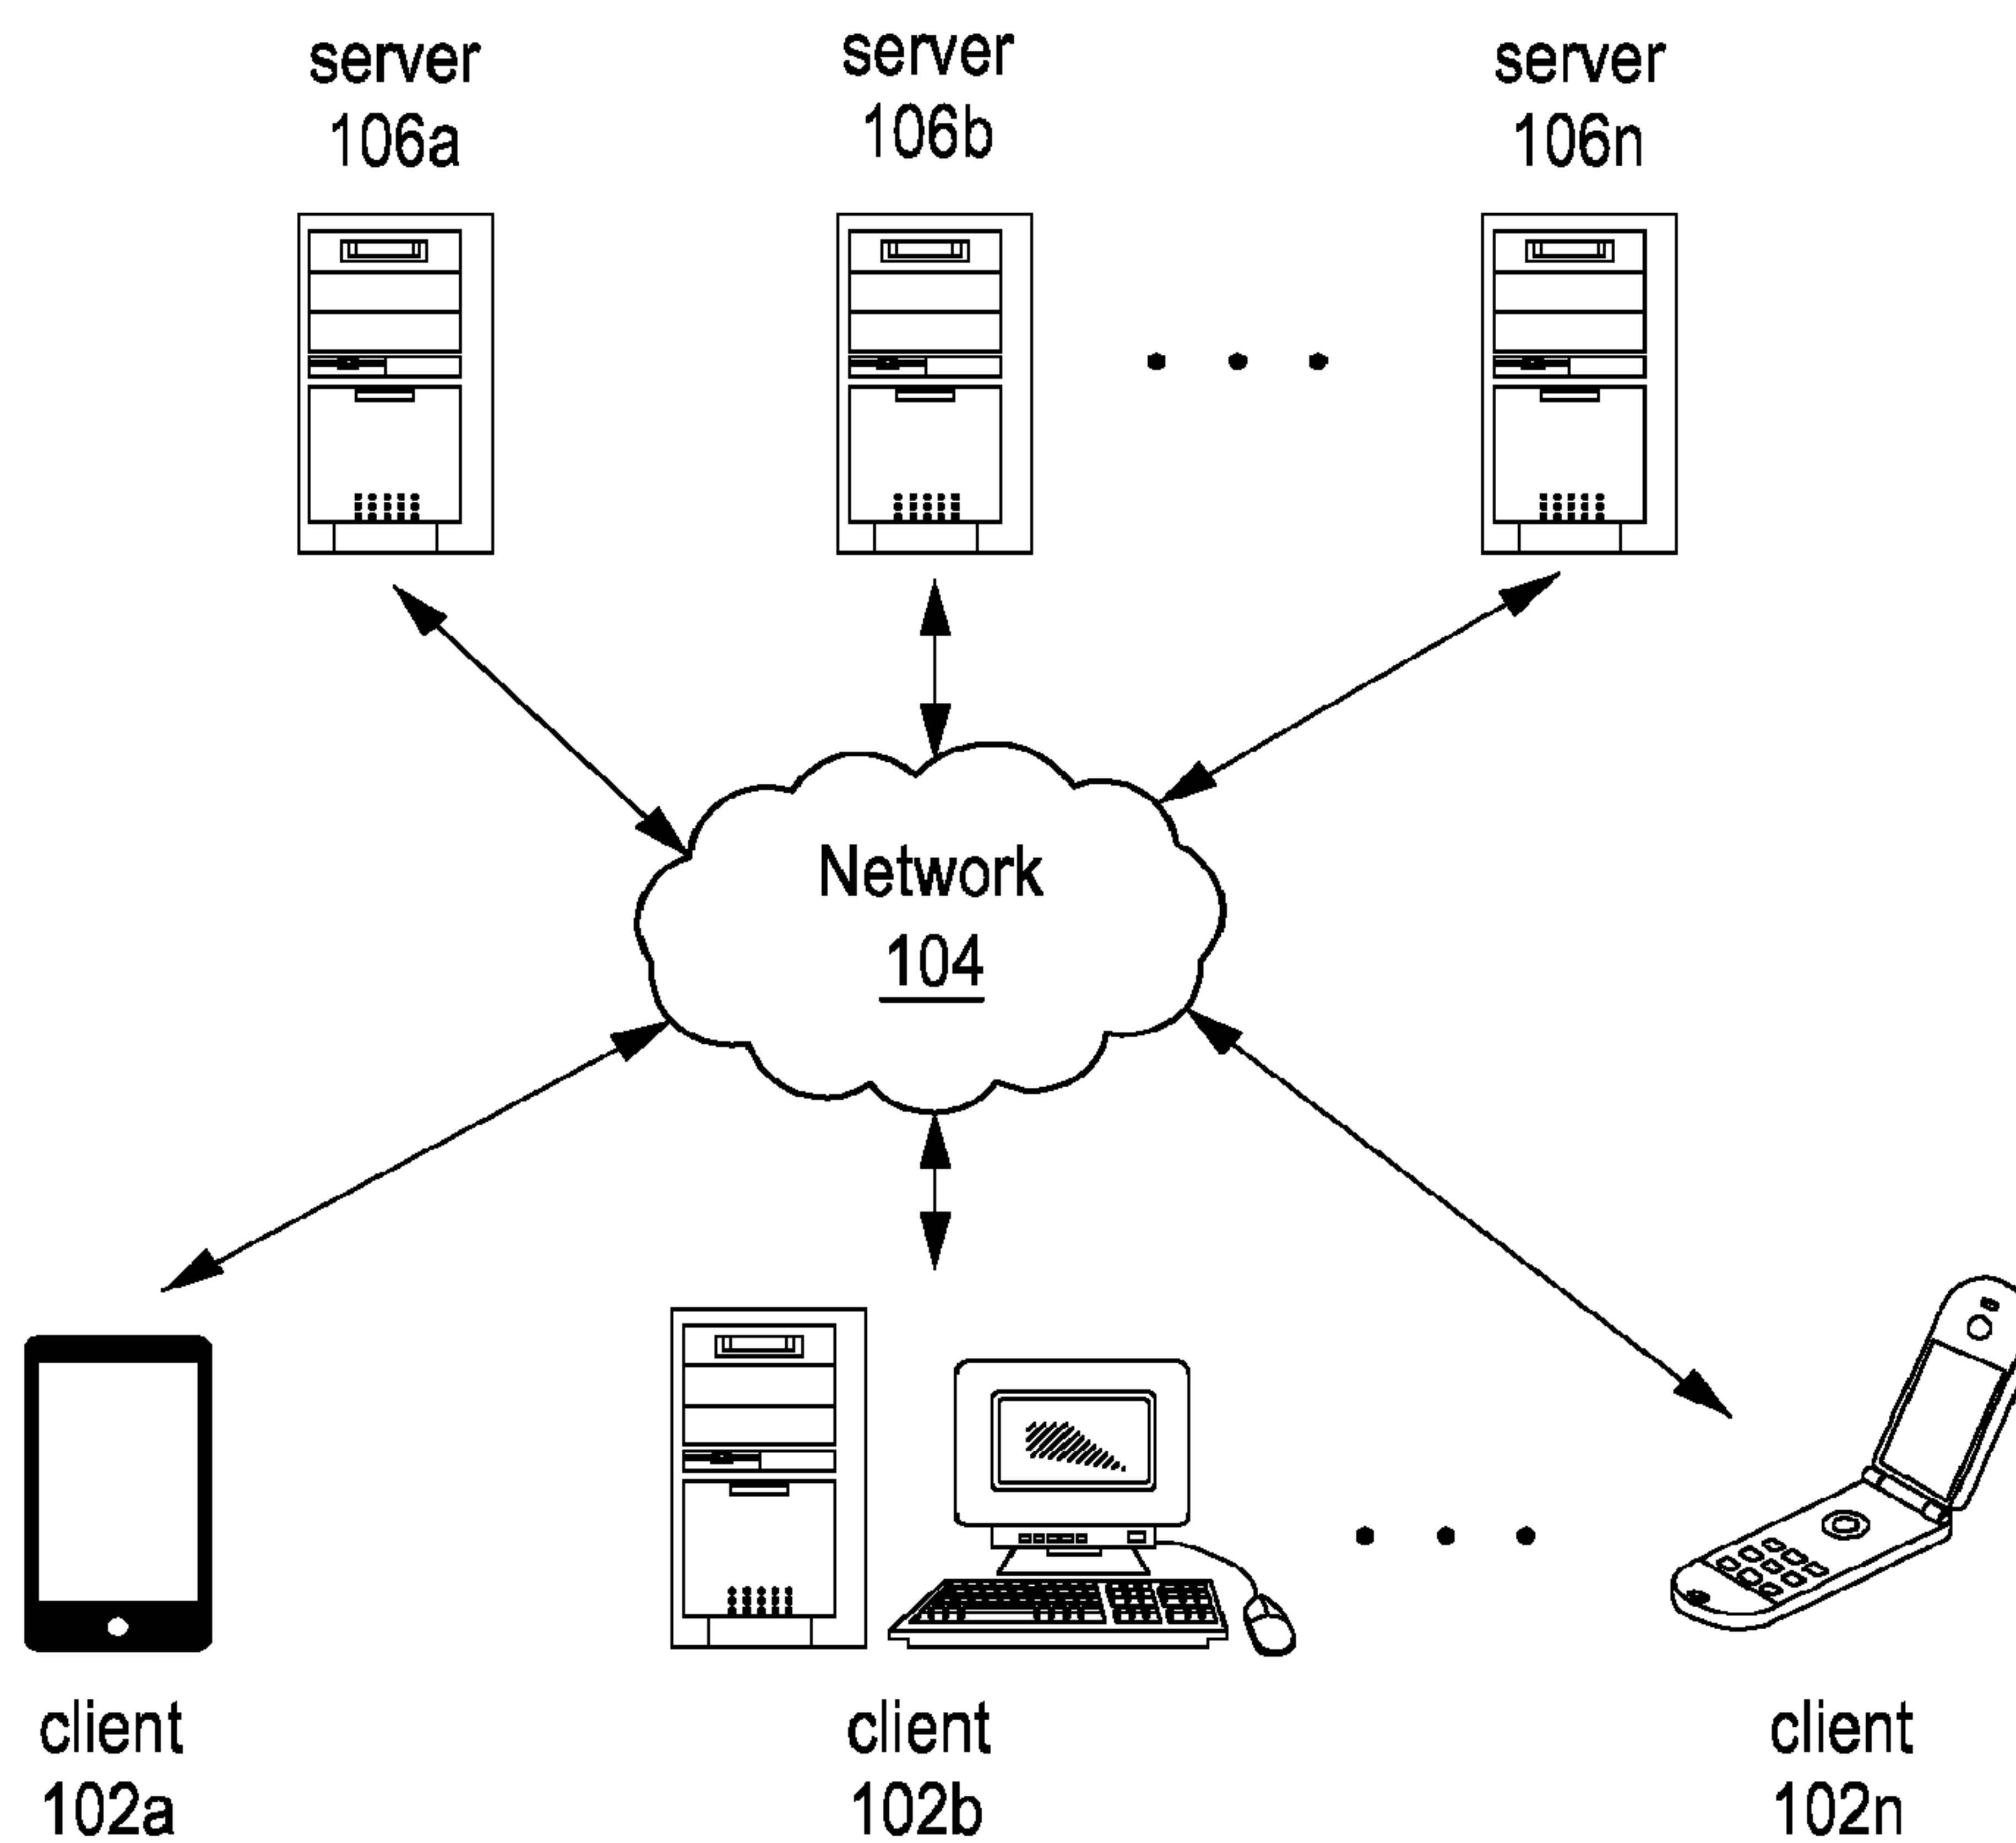 server
106a
server
106b
server
106n
Network
104
client
102a
client
102b
client
102n